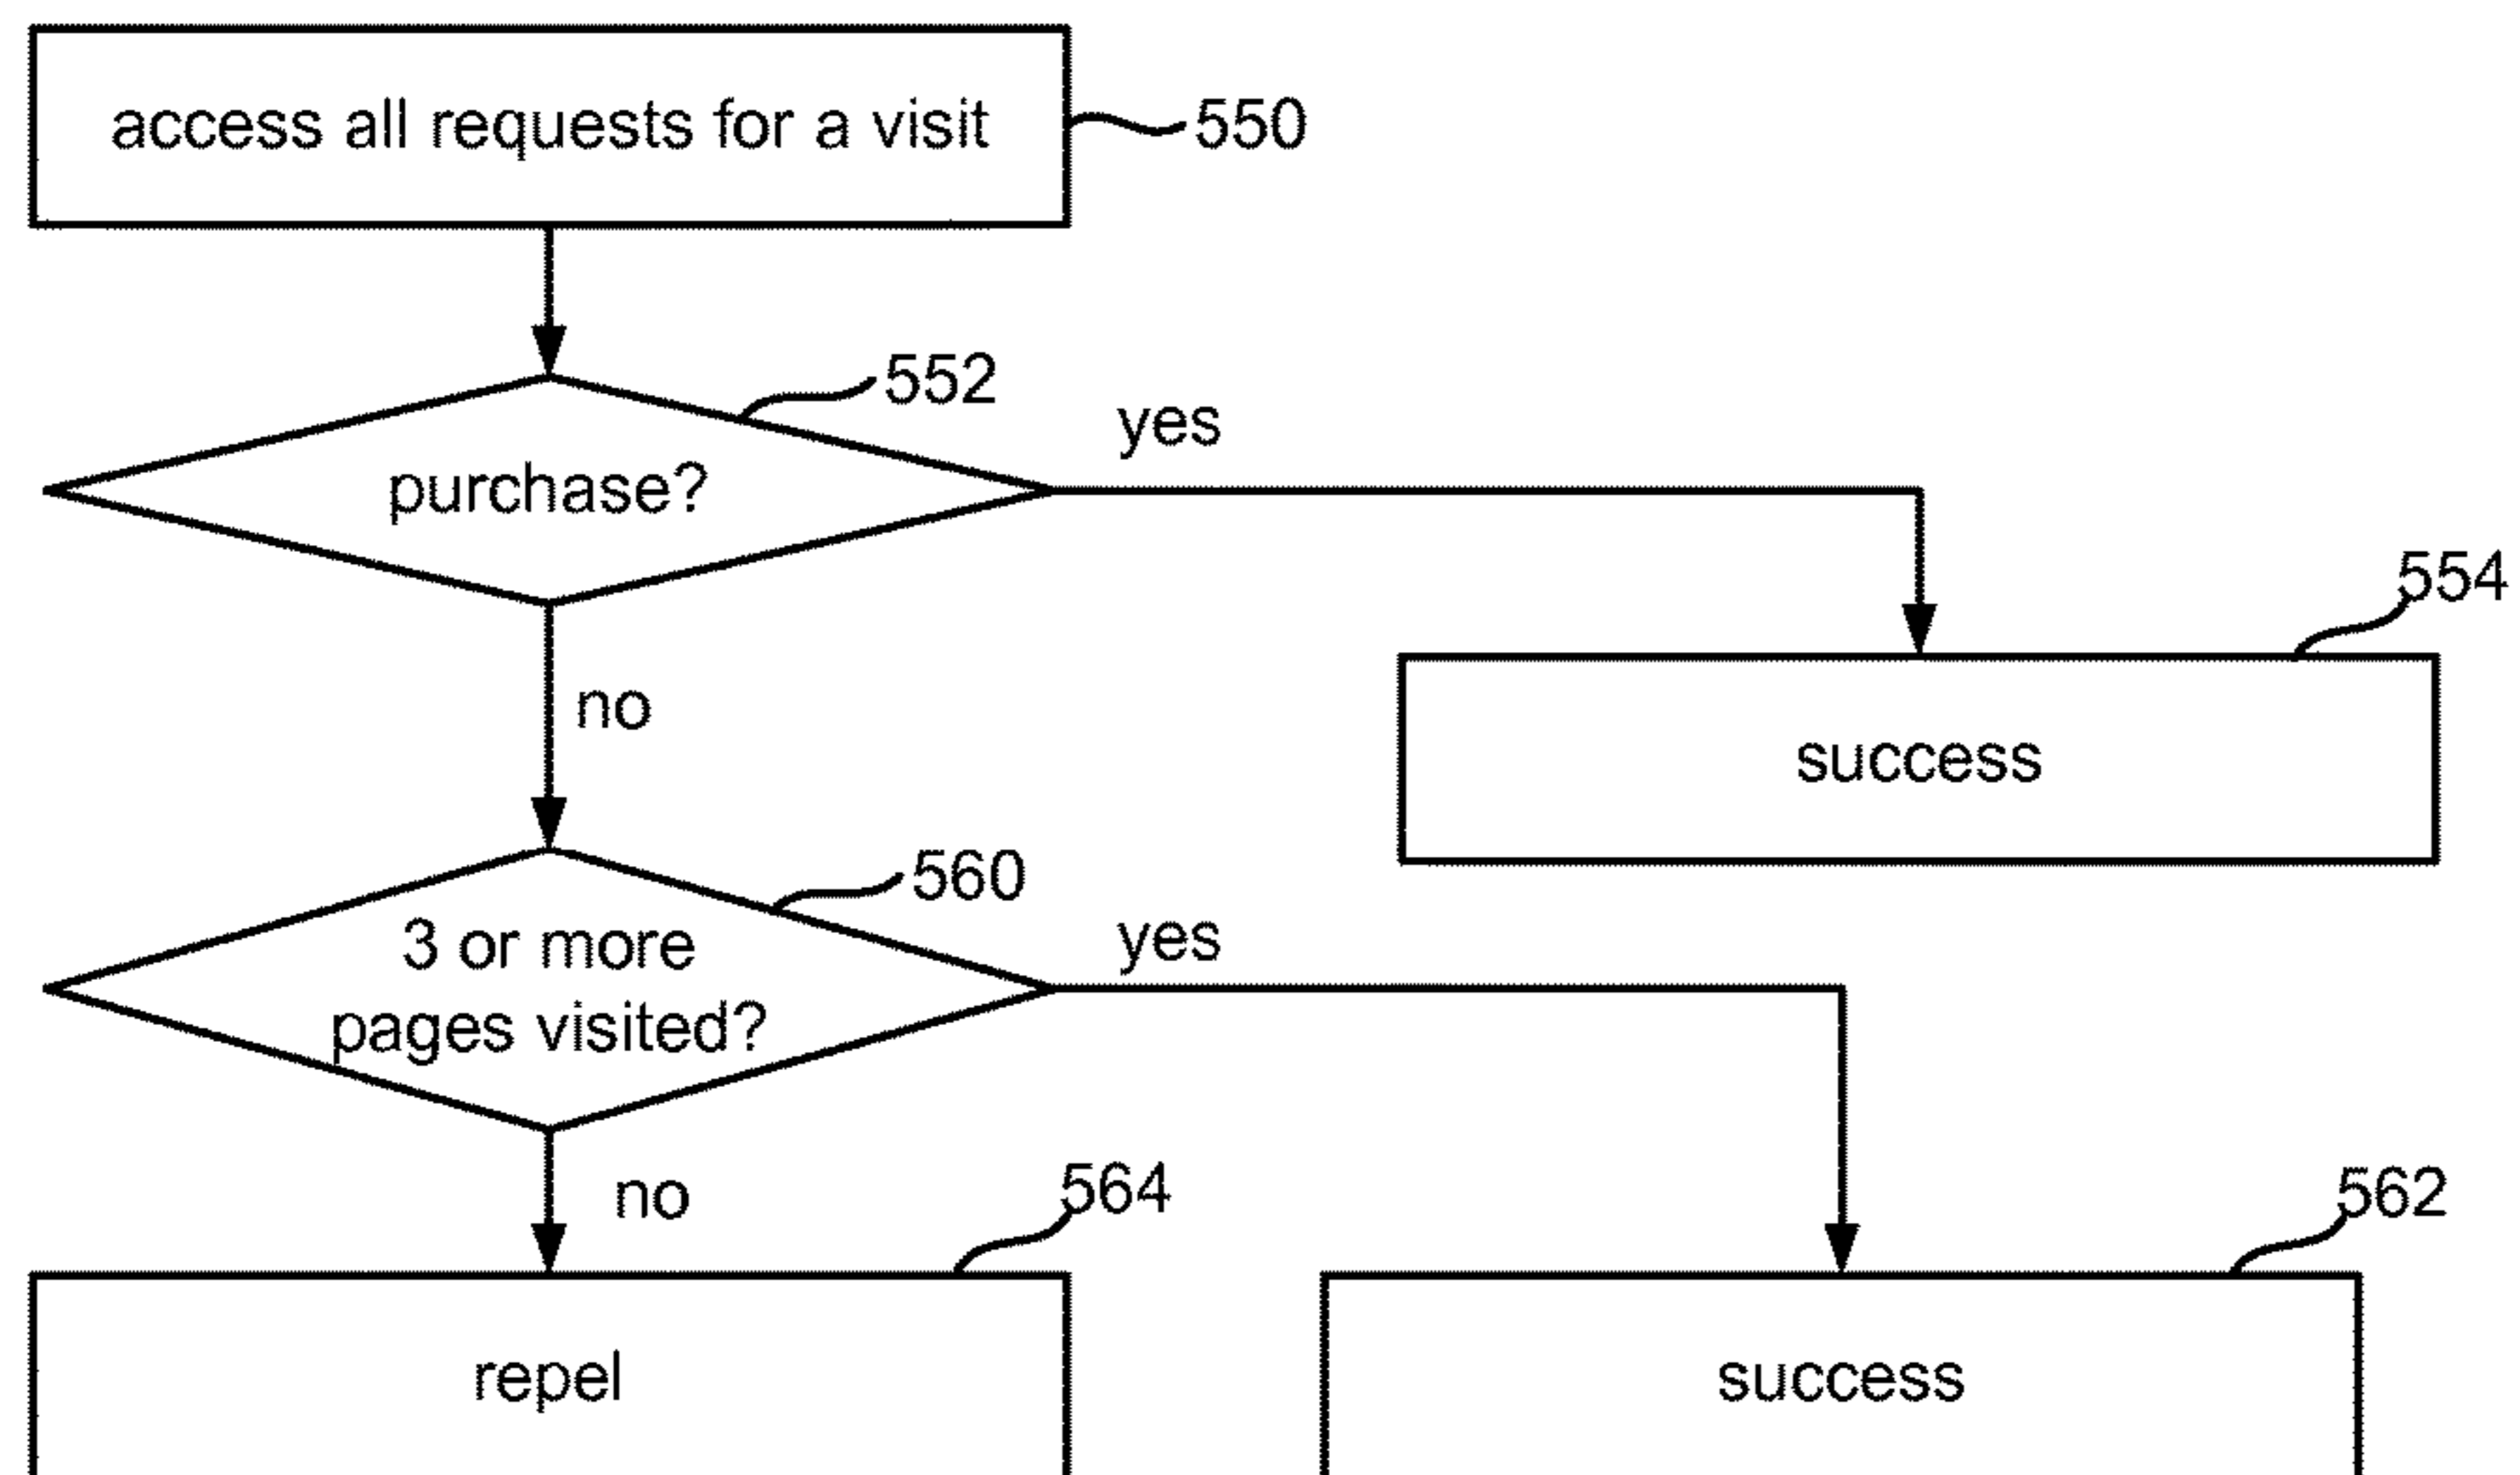 access all requests for a visit
550
552
purchase?
yes
554
success
no
560
3 or more
pages visited?
yes
no
564
repel
562
success